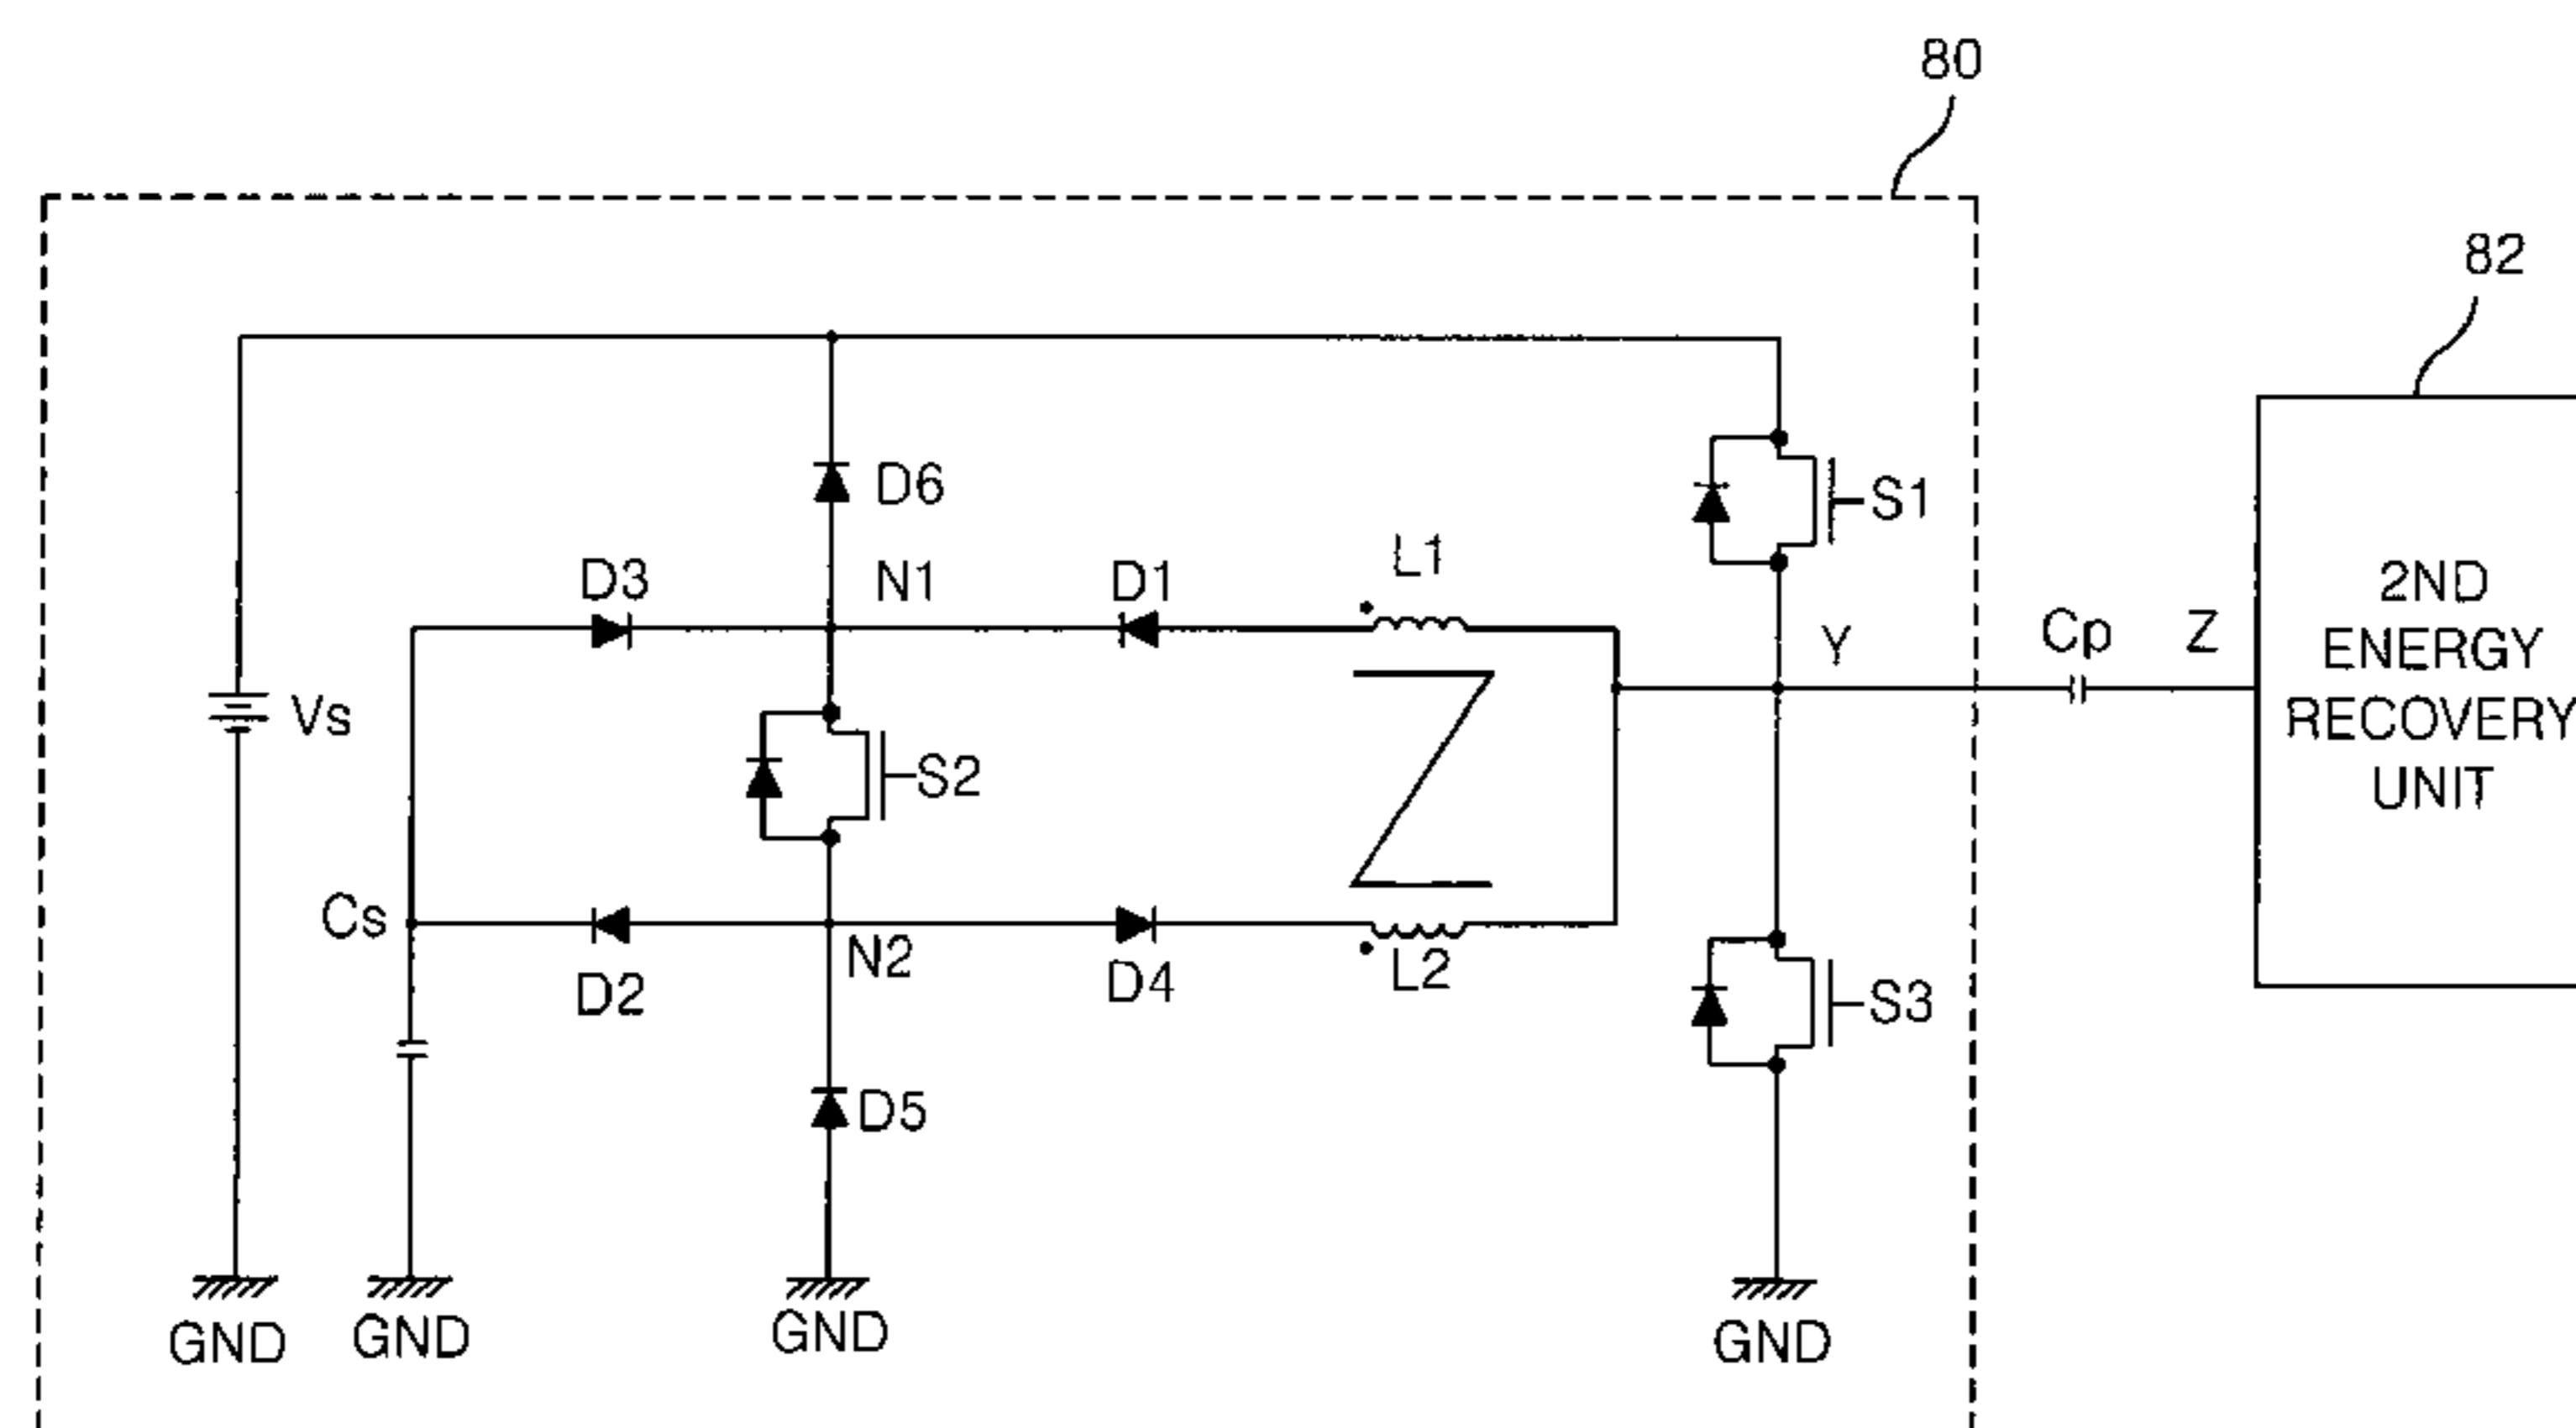 80
82
D6
S1
L1
D3
N1
D1
2ND
ENERGY
RECOVERY
UNIT
Cp
Z
Y
Vs
S2
Cs
N2
L2
D2
D4
S3
D5
GND
GND
GND
GND